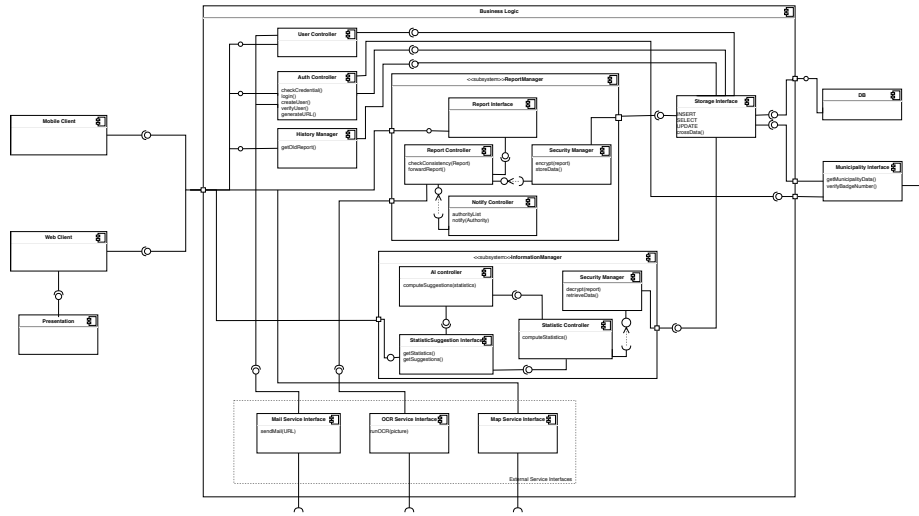 Business Logic
User Controller
Auth Controller
checkCredential()
login()
createUser()
verifyUser()
generateURL()
History Manager
getOldReport()
Mobile Client
Web Client
Presentation
<<subsystem>>ReportManager
Report Interface
Report Controller
checkConsistency(Report)
forwardReport()
Security Manager
encrypt(report)
storeData()
Notify Controller
authorityList
notify(Authority)
Storage Interface
INSERT
SELECT
UPDATE
crossData()
DB
Municipality Interface
getMunicipalityData()
verifyBadgeNumber()
<<subsystem>>InformationManager
AI controller
computeSuggestions(statistics)
Security Manager
decrypt(report)
retrieveData()
StatisticSuggestion Interface
getStatistics()
getSuggestions()
Statistic Controller
computeStatistics()
Mail Service Interface
sendMail(URL)
OCR Service Interface
runOCR(picture)
Map Service Interface
External Service Interfaces